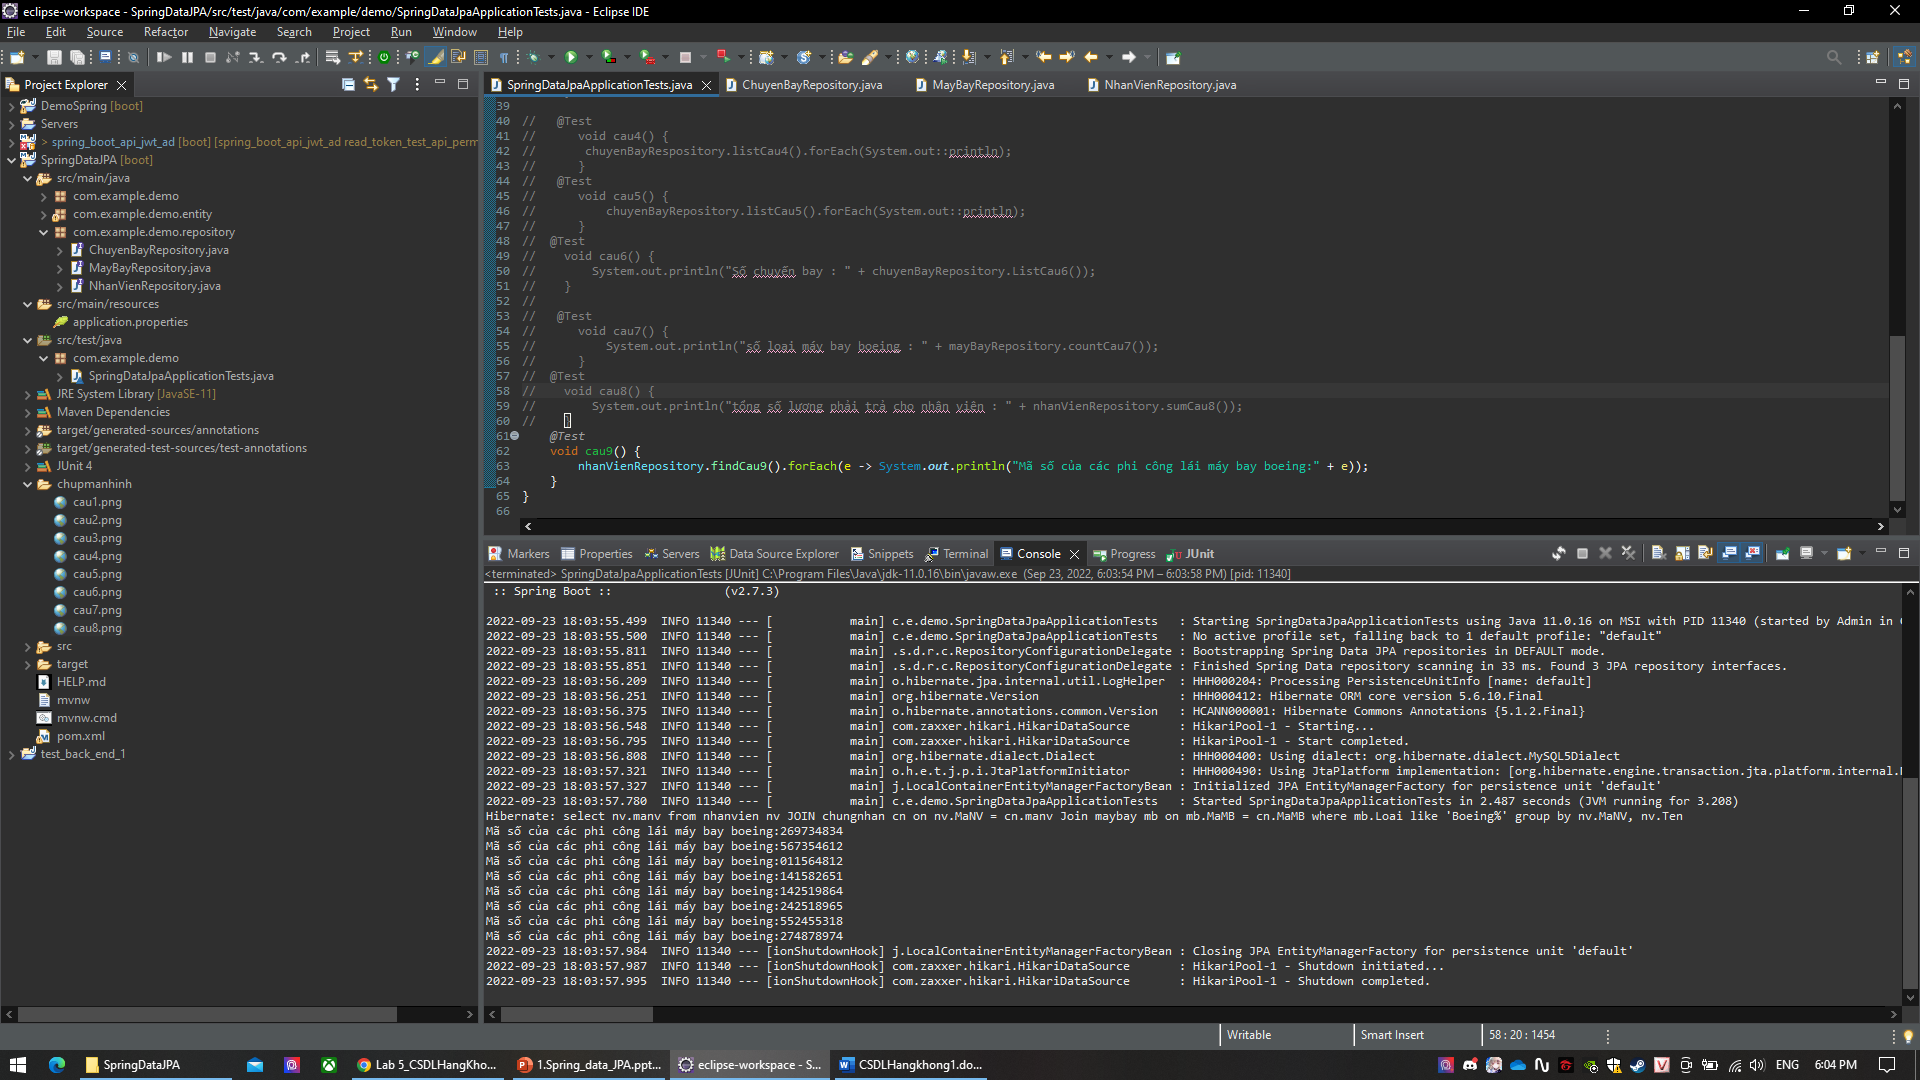 eclipse-workspace - SpringDataJPA/src/test/java/com/example/demo/SpringDataJpaApplicationTests.java - Eclipse IDE
File Edit Source Refactor Navigate Search Project Run Window Help
Project Explorer
DemoSpring [boot]
Servers
> spring_boot_api_jwt_ad [boot] [spring_boot_api_jwt_ad read_token_test_api_perm
SpringDataJPA [boot]
src/main/java
com.example.demo
com.example.demo.entity
com.example.demo.repository
ChuyenBayRepository.java
MayBayRepository.java
NhanVienRepository.java
src/main/resources
application.properties
src/test/java
com.example.demo
SpringDataJpaApplicationTests.java
JRE System Library [JavaSE-11]
Maven Dependencies
target/generated-sources/annotations
target/generated-test-sources/test-annotations
JUnit 4
chupmanhinh
cau1.png
cau2.png
cau3.png
cau4.png
cau5.png
cau6.png
cau7.png
cau8.png
src
target
HELP.md
mvnw
mvnw.cmd
pom.xml
test_back_end_1
SpringDataJpaApplicationTests.java ChuyenBayRepository.java MayBayRepository.java NhanVienRepository.java
39
40 // @Test
41 // void cau4() {
42 // chuyenBayRespository.listCau4().forEach(System.out::println);
43 // }
44 // @Test
45 // void cau5() {
46 // chuyenBayRepository.listCau5().forEach(System.out::println);
47 // }
48 // @Test
49 // void cau6() {
50 // System.out.println("Số chuyến bay : " + chuyenBayRepository.ListCau6());
51 // }
52 //
53 // @Test
54 // void cau7() {
55 // System.out.println("số loại máy bay boeing : " + mayBayRepository.countCau7());
56 // }
57 // @Test
58 // void cau8() {
59 // System.out.println("tổng số lương phải trả cho nhân viên : " + nhanVienRepository.sumCau8());
60 // }
61 @Test
62 void cau9() {
63 nhanVienRepository.findCau9().forEach(e -> System.out.println("Mã số của các phi công lái máy bay boeing:" + e));
64 }
65 }
66
Markers Properties Servers Data Source Explorer Snippets Terminal Console Progress JUnit
<terminated> SpringDataJpaApplicationTests [JUnit] C:\Program Files\Java\jdk-11.0.16\bin\javaw.exe (Sep 23, 2022, 6:03:54 PM – 6:03:58 PM) [pid: 11340]
:: Spring Boot :: (v2.7.3)
2022-09-23 18:03:55.499 INFO 11340 --- [ main] c.e.demo.SpringDataJpaApplicationTests : Starting SpringDataJpaApplicationTests using Java 11.0.16 on MSI with PID 11340 (started by Admin in
2022-09-23 18:03:55.500 INFO 11340 --- [ main] c.e.demo.SpringDataJpaApplicationTests : No active profile set, falling back to 1 default profile: "default"
2022-09-23 18:03:55.811 INFO 11340 --- [ main] .s.d.r.c.RepositoryConfigurationDelegate : Bootstrapping Spring Data JPA repositories in DEFAULT mode.
2022-09-23 18:03:55.851 INFO 11340 --- [ main] .s.d.r.c.RepositoryConfigurationDelegate : Finished Spring Data repository scanning in 33 ms. Found 3 JPA repository interfaces.
2022-09-23 18:03:56.209 INFO 11340 --- [ main] o.hibernate.jpa.internal.util.LogHelper : HHH000204: Processing PersistenceUnitInfo [name: default]
2022-09-23 18:03:56.251 INFO 11340 --- [ main] org.hibernate.Version : HHH000412: Hibernate ORM core version 5.6.10.Final
2022-09-23 18:03:56.375 INFO 11340 --- [ main] o.hibernate.annotations.common.Version : HCANN000001: Hibernate Commons Annotations {5.1.2.Final}
2022-09-23 18:03:56.548 INFO 11340 --- [ main] com.zaxxer.hikari.HikariDataSource : HikariPool-1 - Starting...
2022-09-23 18:03:56.795 INFO 11340 --- [ main] com.zaxxer.hikari.HikariDataSource : HikariPool-1 - Start completed.
2022-09-23 18:03:56.808 INFO 11340 --- [ main] org.hibernate.dialect.Dialect : HHH000400: Using dialect: org.hibernate.dialect.MySQL5Dialect
2022-09-23 18:03:57.321 INFO 11340 --- [ main] o.h.e.t.j.p.i.JtaPlatformInitiator : HHH000490: Using JtaPlatform implementation: [org.hibernate.engine.transaction.jta.platform.internal.
2022-09-23 18:03:57.327 INFO 11340 --- [ main] j.LocalContainerEntityManagerFactoryBean : Initialized JPA EntityManagerFactory for persistence unit 'default'
2022-09-23 18:03:57.780 INFO 11340 --- [ main] c.e.demo.SpringDataJpaApplicationTests : Started SpringDataJpaApplicationTests in 2.487 seconds (JVM running for 3.208)
Hibernate: select nv.manv from nhanvien nv JOIN chungnhan cn on nv.MaNV = cn.manv Join maybay mb on mb.MaMB = cn.MaMB where mb.Loai like 'Boeing%' group by nv.MaNV, nv.Ten
Mã số của các phi công lái máy bay boeing:269734834
Mã số của các phi công lái máy bay boeing:567354612
Mã số của các phi công lái máy bay boeing:011564812
Mã số của các phi công lái máy bay boeing:141582651
Mã số của các phi công lái máy bay boeing:142519864
Mã số của các phi công lái máy bay boeing:242518965
Mã số của các phi công lái máy bay boeing:552455318
Mã số của các phi công lái máy bay boeing:274878974
2022-09-23 18:03:57.984 INFO 11340 --- [ionShutdownHook] j.LocalContainerEntityManagerFactoryBean : Closing JPA EntityManagerFactory for persistence unit 'default'
2022-09-23 18:03:57.987 INFO 11340 --- [ionShutdownHook] com.zaxxer.hikari.HikariDataSource : HikariPool-1 - Shutdown initiated...
2022-09-23 18:03:57.995 INFO 11340 --- [ionShutdownHook] com.zaxxer.hikari.HikariDataSource : HikariPool-1 - Shutdown completed.
Writable Smart Insert 58 : 20 : 1454
SpringDataJPA Lab 5_CSDLHangKho... 1.Spring_data_JPA.ppt... eclipse-workspace - S... CSDLHangkhong1.do... ENG 6:04 PM